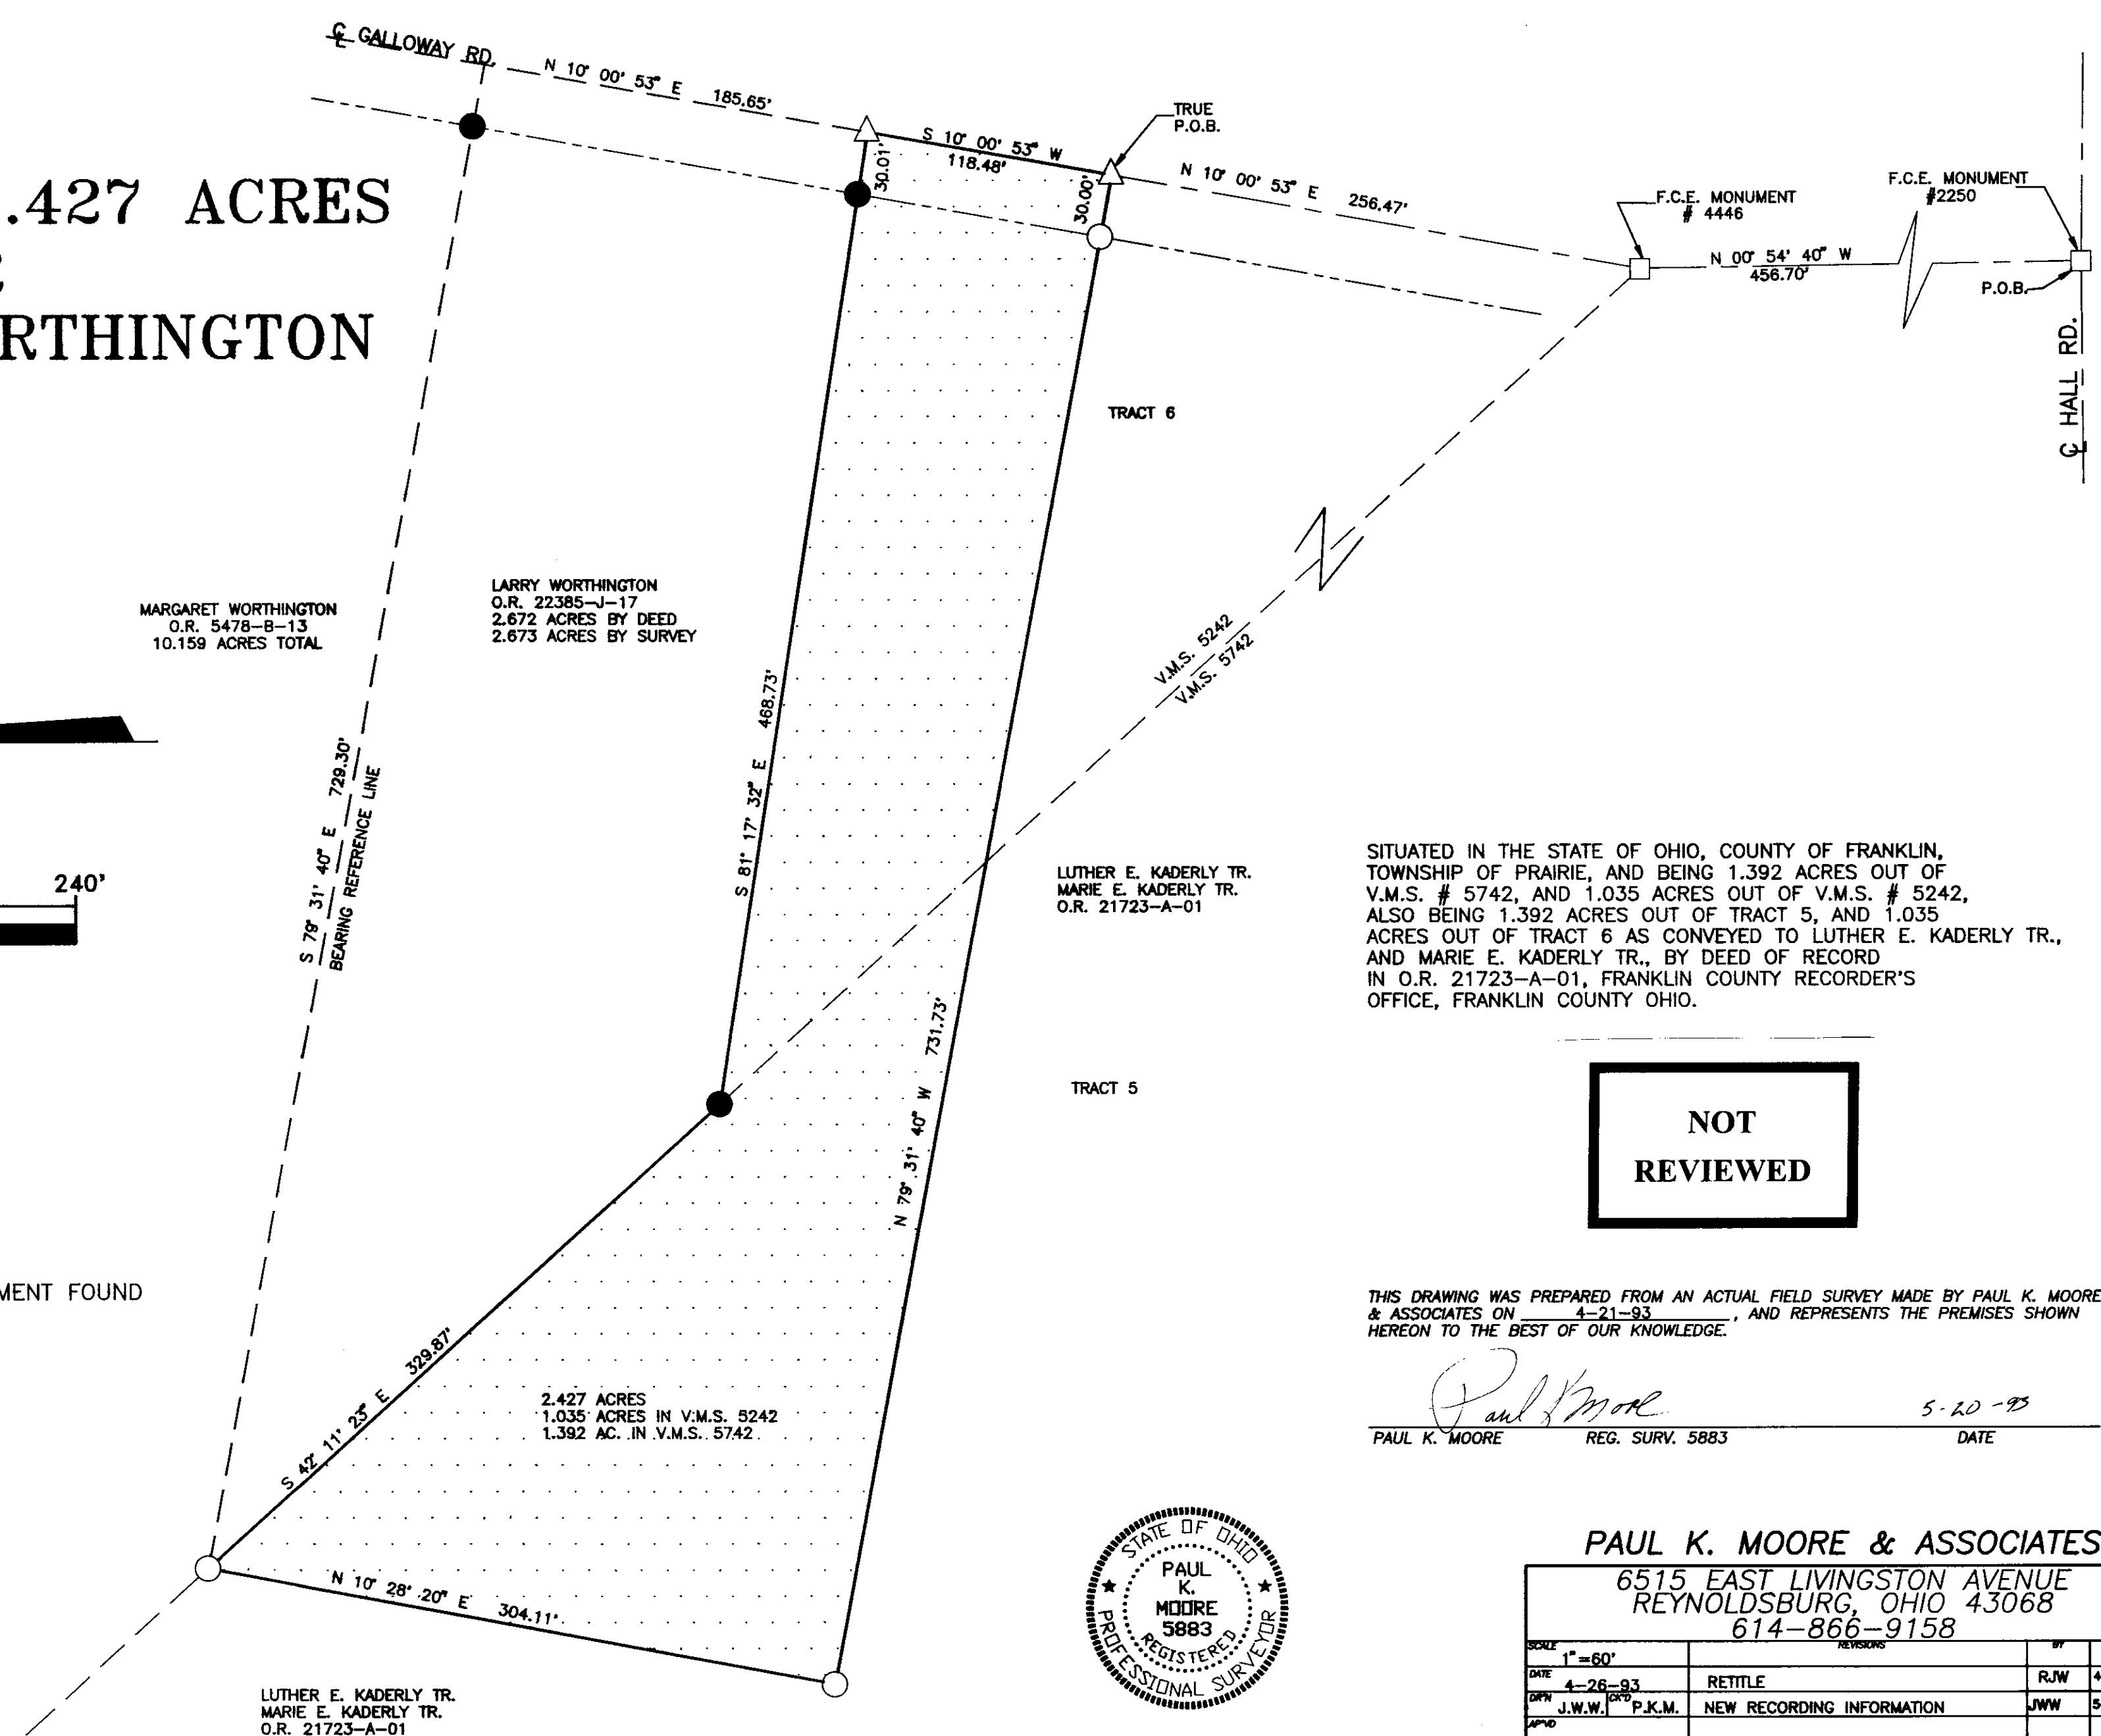 ℄ GALLOWAY RD.
N 10° 00' 53" E 185.65'
TRUE
P.O.B.
S 10° 00' 53" W
118.48'
30.01'
30.00'
N 10° 00' 53" E 256.47'
F.C.E. MONUMENT
# 4446
F.C.E. MONUMENT
#2250
N 00° 54' 40" W
456.70'
P.O.B.
℄ HALL RD.
.427 ACRES
RTHINGTON
TRACT 6
MARGARET WORTHINGTON
O.R. 5478-B-13
10.159 ACRES TOTAL
LARRY WORTHINGTON
O.R. 22385-J-17
2.672 ACRES BY DEED
2.673 ACRES BY SURVEY
V.M.S. 5242
V.M.S. 5742
S 81° 17' 32" E 468.73'
S 79° 31' 40" E 729.30'
BEARING REFERENCE LINE
240'
LUTHER E. KADERLY TR.
MARIE E. KADERLY TR.
O.R. 21723-A-01
SITUATED IN THE STATE OF OHIO, COUNTY OF FRANKLIN,
TOWNSHIP OF PRAIRIE, AND BEING 1.392 ACRES OUT OF
V.M.S. # 5742, AND 1.035 ACRES OUT OF V.M.S. # 5242,
ALSO BEING 1.392 ACRES OUT OF TRACT 5, AND 1.035
ACRES OUT OF TRACT 6 AS CONVEYED TO LUTHER E. KADERLY TR.,
AND MARIE E. KADERLY TR., BY DEED OF RECORD
IN O.R. 21723-A-01, FRANKLIN COUNTY RECORDER'S
OFFICE, FRANKLIN COUNTY OHIO.
N 79° 31' 40" W 731.73'
TRACT 5
NOT
REVIEWED
MENT FOUND
THIS DRAWING WAS PREPARED FROM AN ACTUAL FIELD SURVEY MADE BY PAUL K. MOORE
& ASSOCIATES ON 4-21-93, AND REPRESENTS THE PREMISES SHOWN
HEREON TO THE BEST OF OUR KNOWLEDGE.
Paul K Moore 5-20-93
PAUL K. MOORE REG. SURV. 5883 DATE
S 42° 11' 23" E 329.87'
2.427 ACRES
1.035 ACRES IN V.M.S. 5242
1.392 AC. IN V.M.S. 5742
N 10° 28' 20" E 304.11'
STATE OF OHIO
PAUL
K.
MOORE
5883
REGISTERED
PROFESSIONAL SURVEYOR
LUTHER E. KADERLY TR.
MARIE E. KADERLY TR.
O.R. 21723-A-01
PAUL K. MOORE & ASSOCIATES
6515 EAST LIVINGSTON AVENUE
REYNOLDSBURG, OHIO 43068
614-866-9158
SCALE 1"=60' REVISIONS BY
DATE 4-26-93 RETITLE RJW 4
DR'N J.W.W. CK'D P.K.M. NEW RECORDING INFORMATION JWW 5
AP'VD